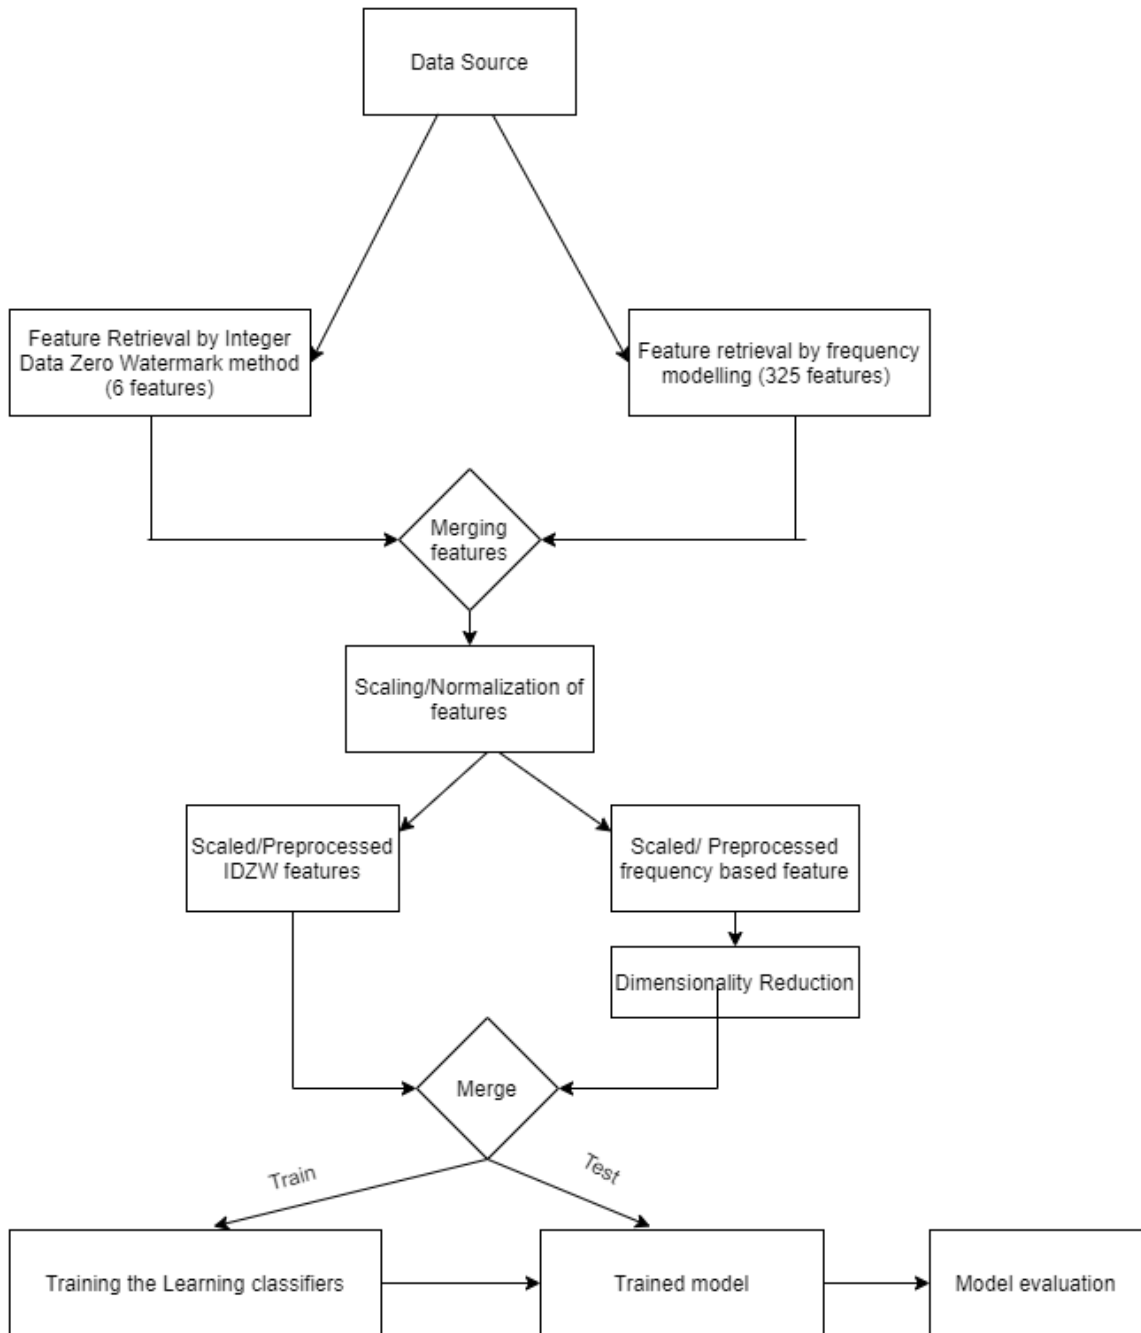 Data Source
Feature Retrieval by Integer
Data Zero Watermark method
(6 features)
Feature retrieval by frequency
modelling (325 features)
Merging
features
Scaling/Normalization of
features
Scaled/Preprocessed
IDZW features
Scaled/ Preprocessed
frequency based feature
Dimensionality Reduction
Merge
Train
Test
Training the Learning classifiers
Trained model
Model evaluation